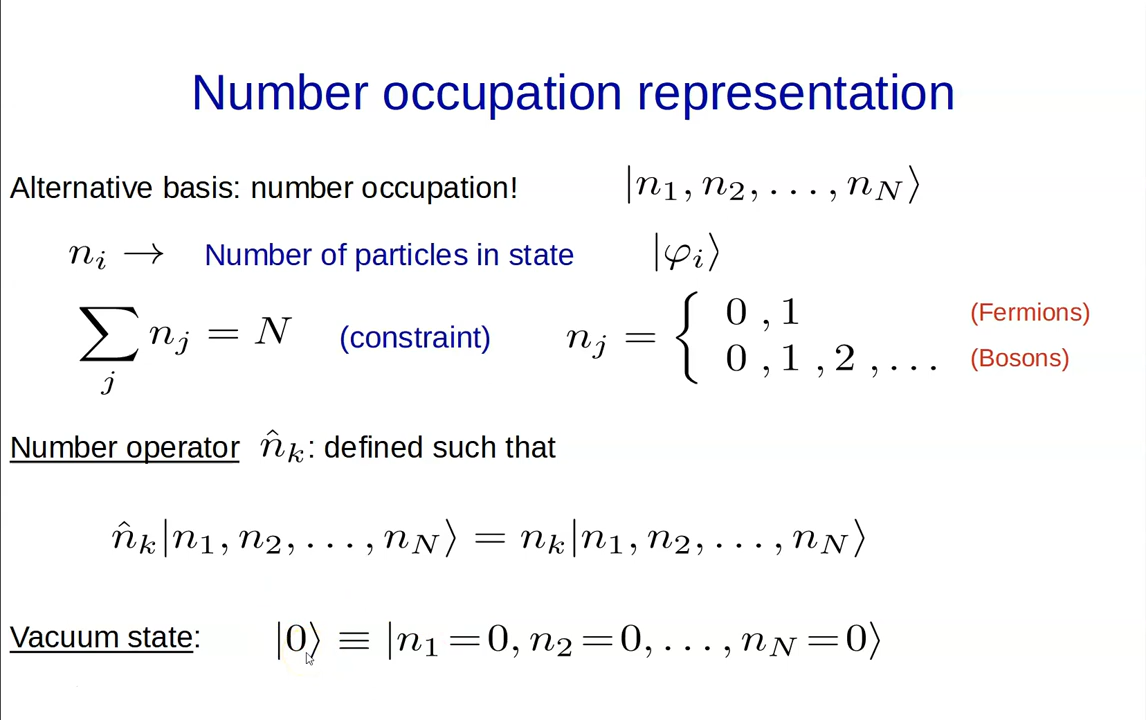 Number occupation representation
Alternative basis: number occupation! |n₁, n₂, . . . , n_N⟩
n_i → Number of particles in state |φ_i⟩
∑_j n_j = N (constraint) n_j = { 0 , 1 (Fermions)
0 , 1 , 2 , . . . (Bosons)
Number operator n̂_k: defined such that
n̂_k|n₁, n₂, . . . , n_N⟩ = n_k|n₁, n₂, . . . , n_N⟩
Vacuum state: |0⟩ ≡ |n₁ = 0, n₂ = 0, . . . , n_N = 0⟩